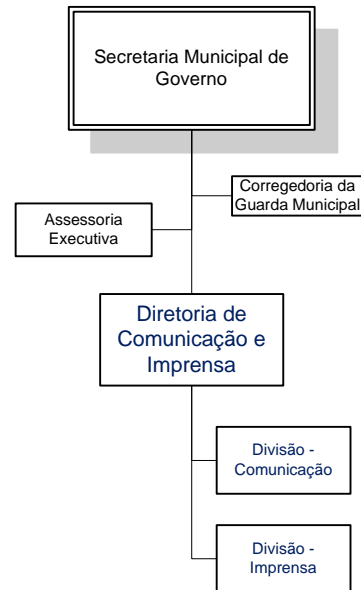 Secretaria Municipal de
Governo
Corregedoria da
Guarda Municipal
Assessoria
Executiva
Diretoria de
Comunicação e
Imprensa
Divisão -
Comunicação
Divisão -
Imprensa